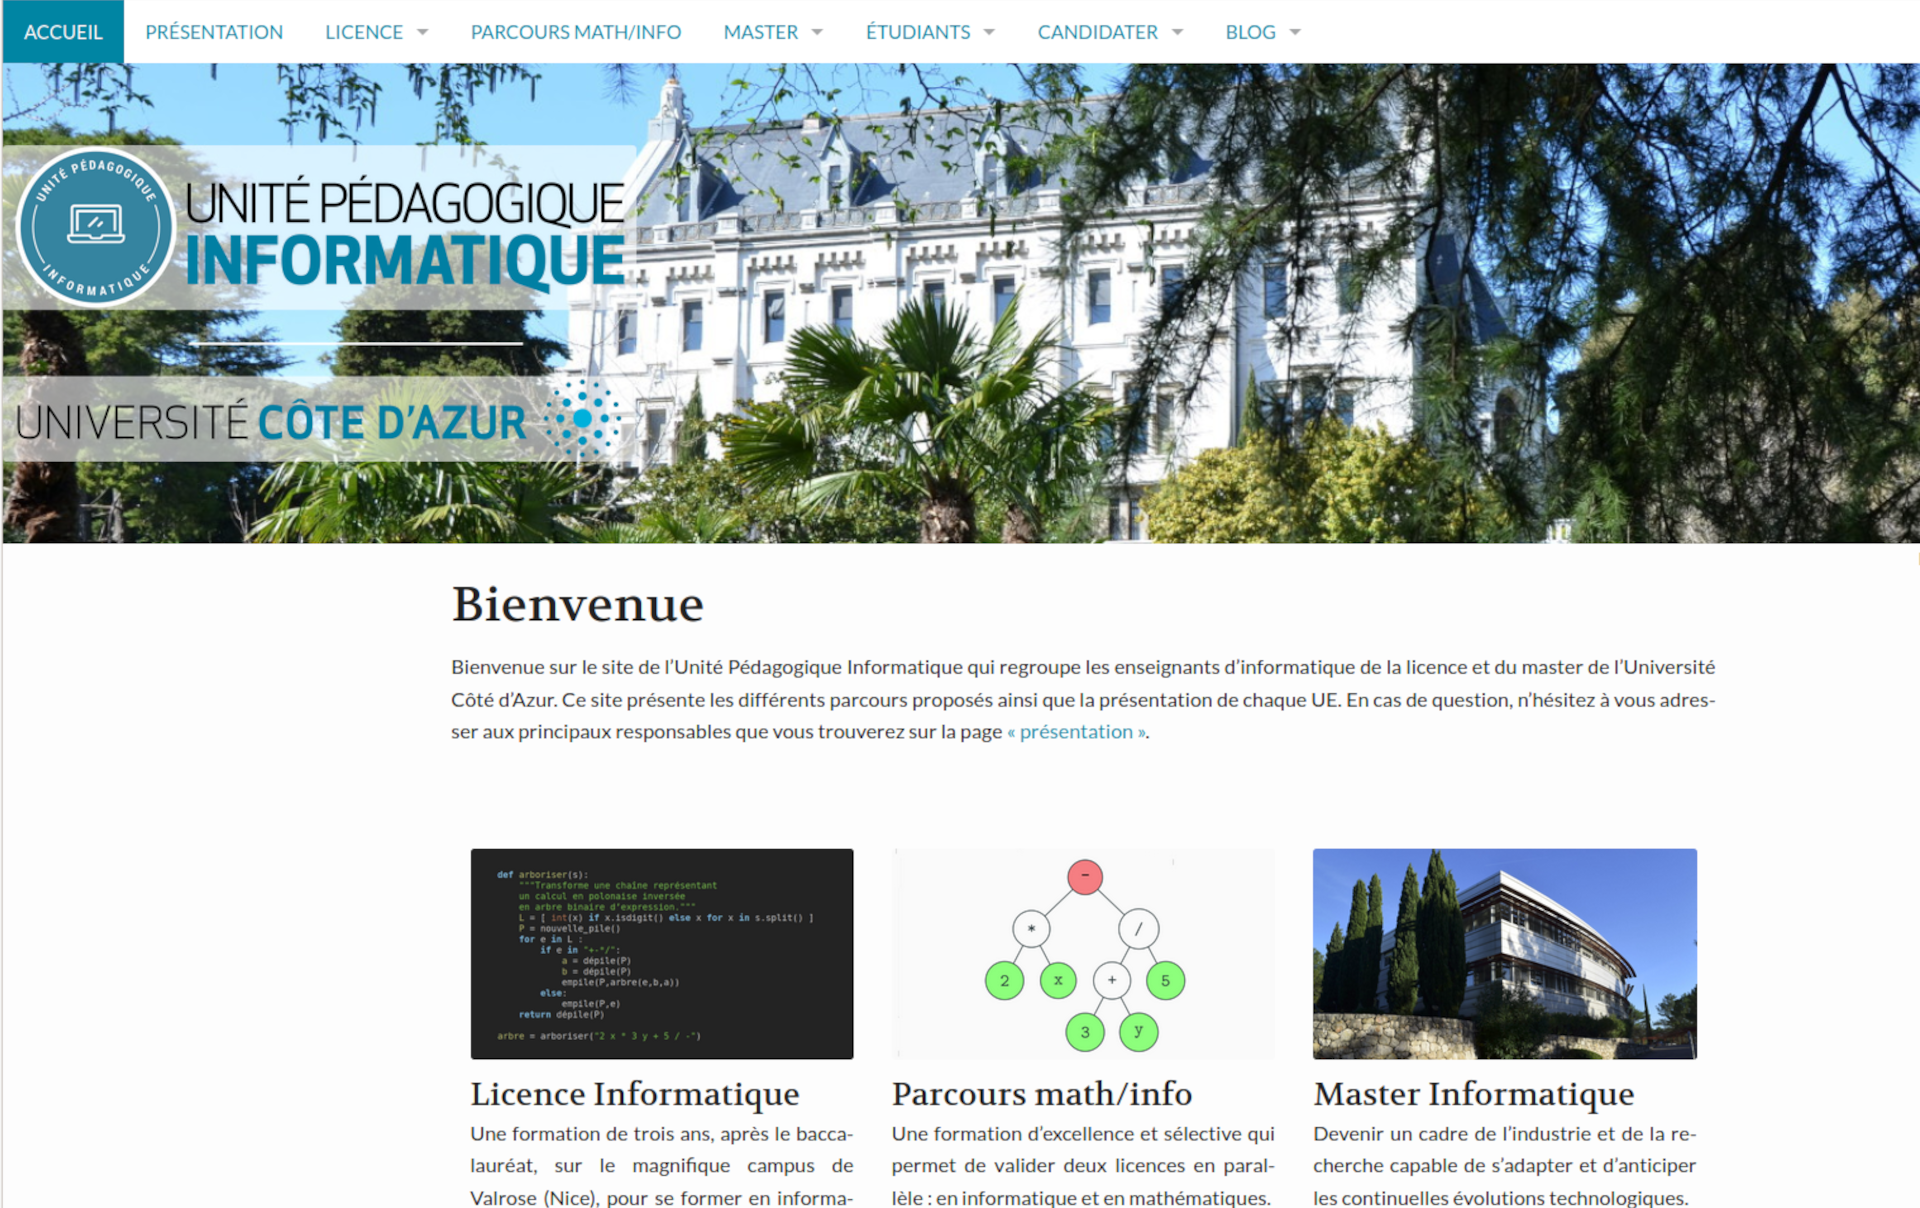 ACCUEIL PRÉSENTATION LICENCE PARCOURS MATH/INFO MASTER ÉTUDIANTS CANDIDATER BLOG
UNITÉ PÉDAGOGIQUE
INFORMATIQUE
UNITÉ PÉDAGOGIQUE
INFORMATIQUE
UNIVERSITÉ CÔTE D'AZUR
Bienvenue
Bienvenue sur le site de l’Unité Pédagogique Informatique qui regroupe les enseignants d’informatique de la licence et du master de l’Université
Côté d’Azur. Ce site présente les différents parcours proposés ainsi que la présentation de chaque UE. En cas de question, n’hésitez à vous adres-
ser aux principaux responsables que vous trouverez sur la page « présentation ».
def arboriser(s):
"""Transforme une chaîne représentant
un calcul en polonaise inversée
en arbre binaire d'expression."""
L = [ int(x) if x.isdigit() else x for x in s.split() ]
P = nouvelle_pile()
for e in L :
if e in "+-*/":
a = dépile(P)
b = dépile(P)
empile(P,arbre(e,b,a))
else:
empile(P,e)
return dépile(P)
arbre = arboriser("2 x * 3 y + 5 / -")
-
* /
2 x + 5
3 y
Licence Informatique
Une formation de trois ans, après le bacca-
lauréat, sur le magnifique campus de
Valrose (Nice), pour se former en informa-
Parcours math/info
Une formation d’excellence et sélective qui
permet de valider deux licences en paral-
lèle : en informatique et en mathématiques.
Master Informatique
Devenir un cadre de l’industrie et de la re-
cherche capable de s’adapter et d’anticiper
les continuelles évolutions technologiques.